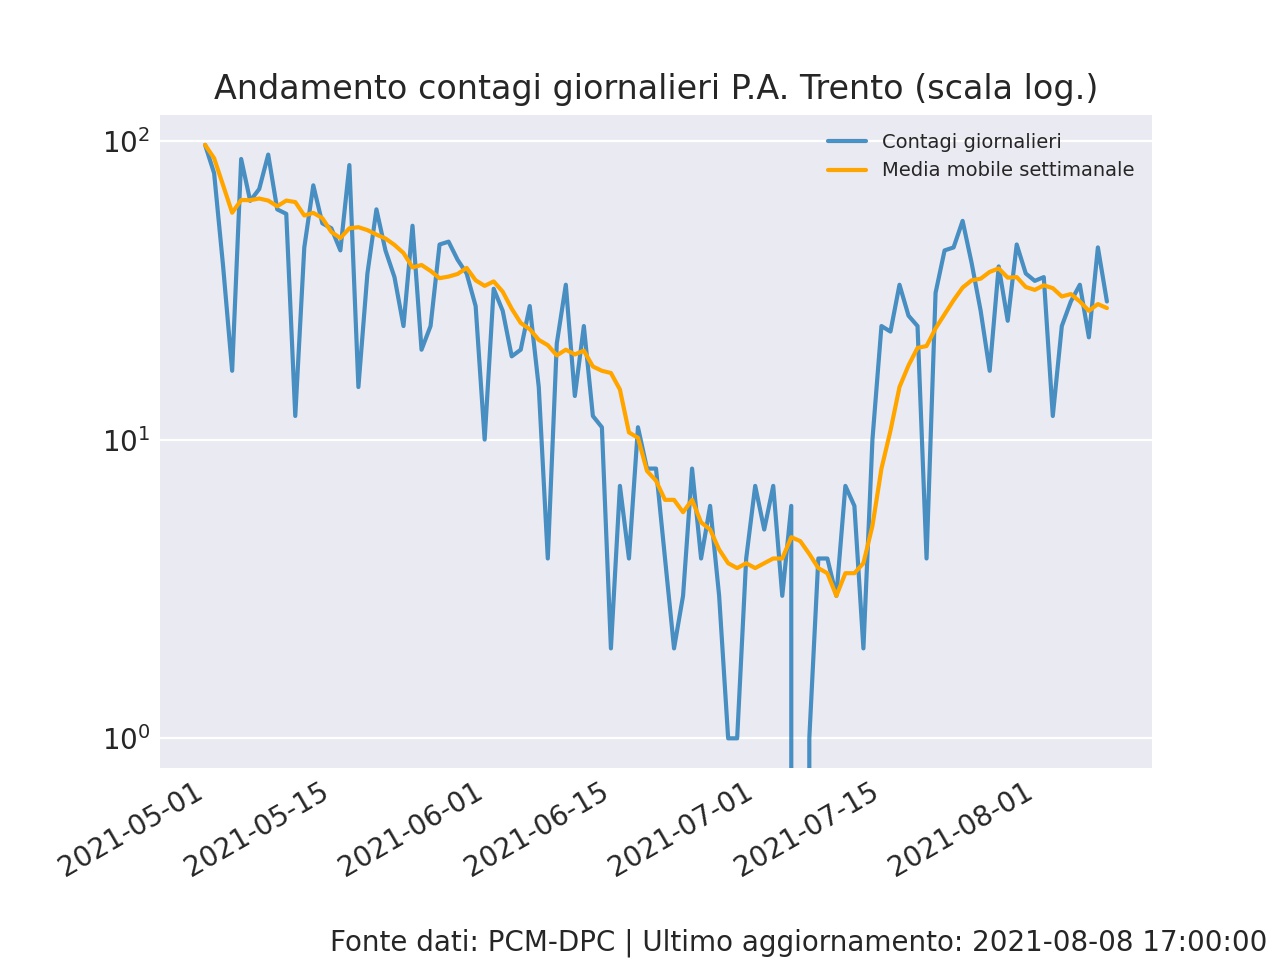 Andamento contagi giornalieri P.A. Trento (scala log.)
Contagi giornalieri
Media mobile settimanale
10²
10¹
10⁰
2021-05-01
2021-05-15
2021-06-01
2021-06-15
2021-07-01
2021-07-15
2021-08-01
Fonte dati: PCM-DPC | Ultimo aggiornamento: 2021-08-08 17:00:00